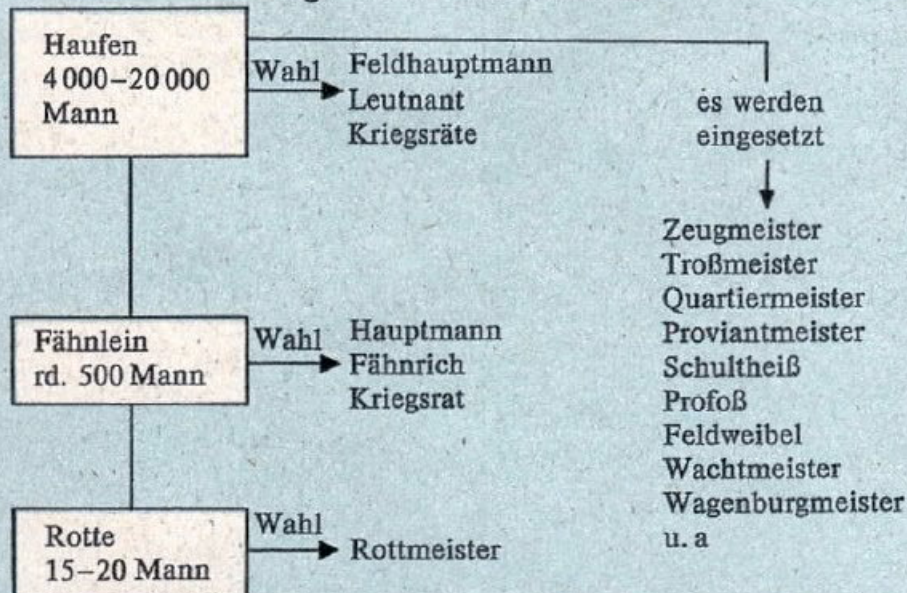 Haufen
4 000–20 000
Mann
Wahl
Feldhauptmann
Leutnant
Kriegsräte
es werden
eingesetzt
Zeugmeister
Troßmeister
Quartiermeister
Proviantmeister
Schultheiß
Profoß
Feldweibel
Wachtmeister
Wagenburgmeister
u. a
Fähnlein
rd. 500 Mann
Wahl
Hauptmann
Fähnrich
Kriegsrat
Rotte
15–20 Mann
Wahl
Rottmeister